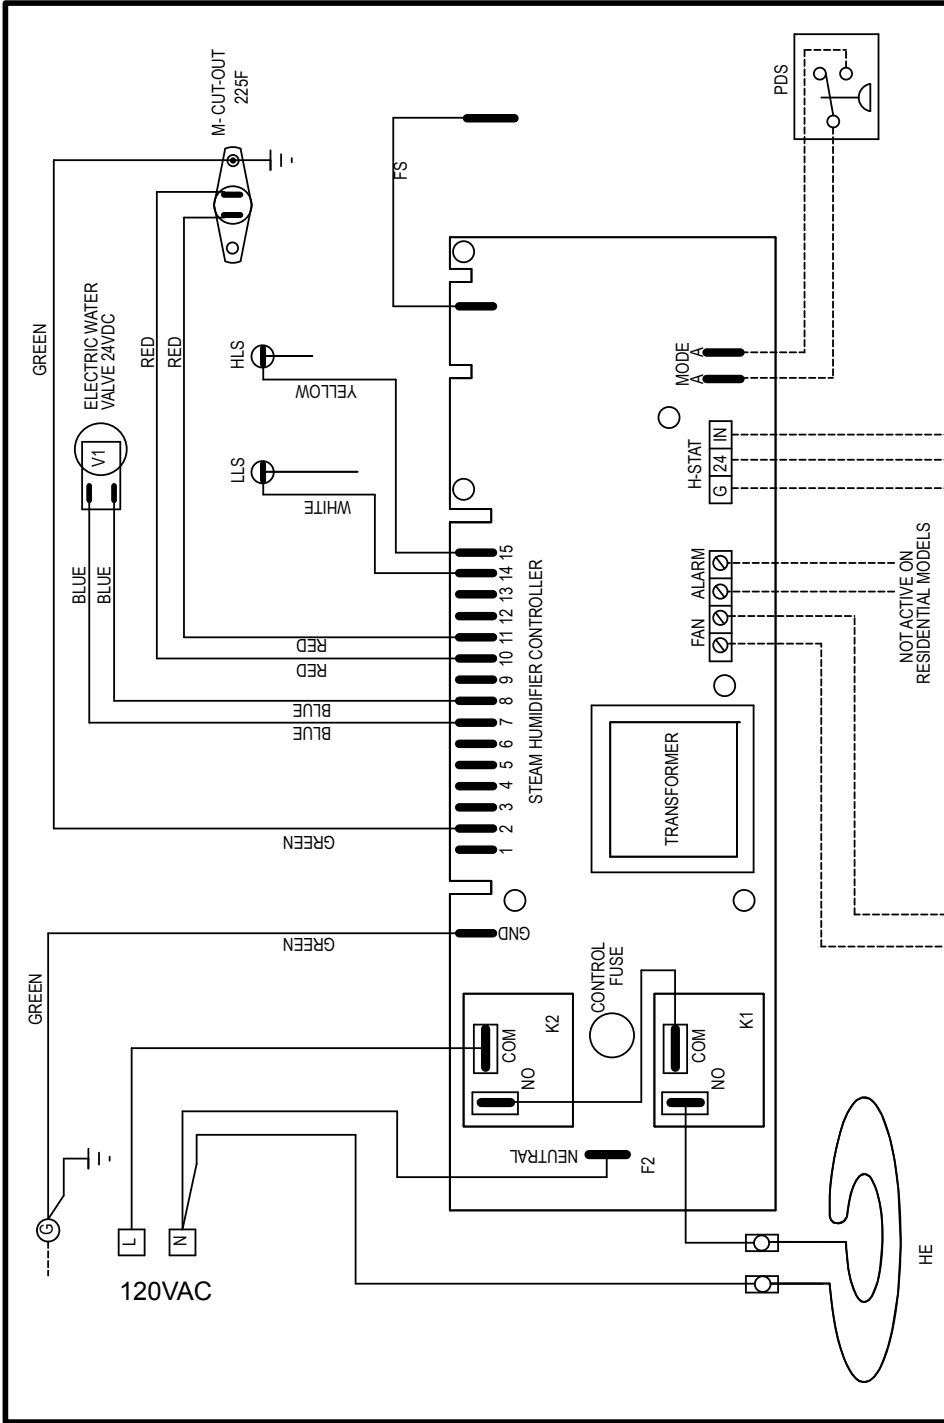 M- CUT-OUT
225F
PDS
FS
GREEN
ELECTRIC WATER
VALVE 24VDC
V1
RED
RED
HLS
YELLOW
LLS
WHITE
BLUE
BLUE
MODE
A
A
H-STAT
G
24
IN
FAN
ALARM
NOT ACTIVE ON
RESIDENTIAL MODELS
RED
RED
BLUE
BLUE
GREEN
1
2
3
4
5
6
7
8
9
10
11
12
13
14
15
STEAM HUMIDIFIER CONTROLLER
TRANSFORMER
GREEN
GREEN
GND
CONTROL
FUSE
K2
COM
NO
K1
COM
NO
NEUTRAL
F2
G
L
N
120VAC
HE